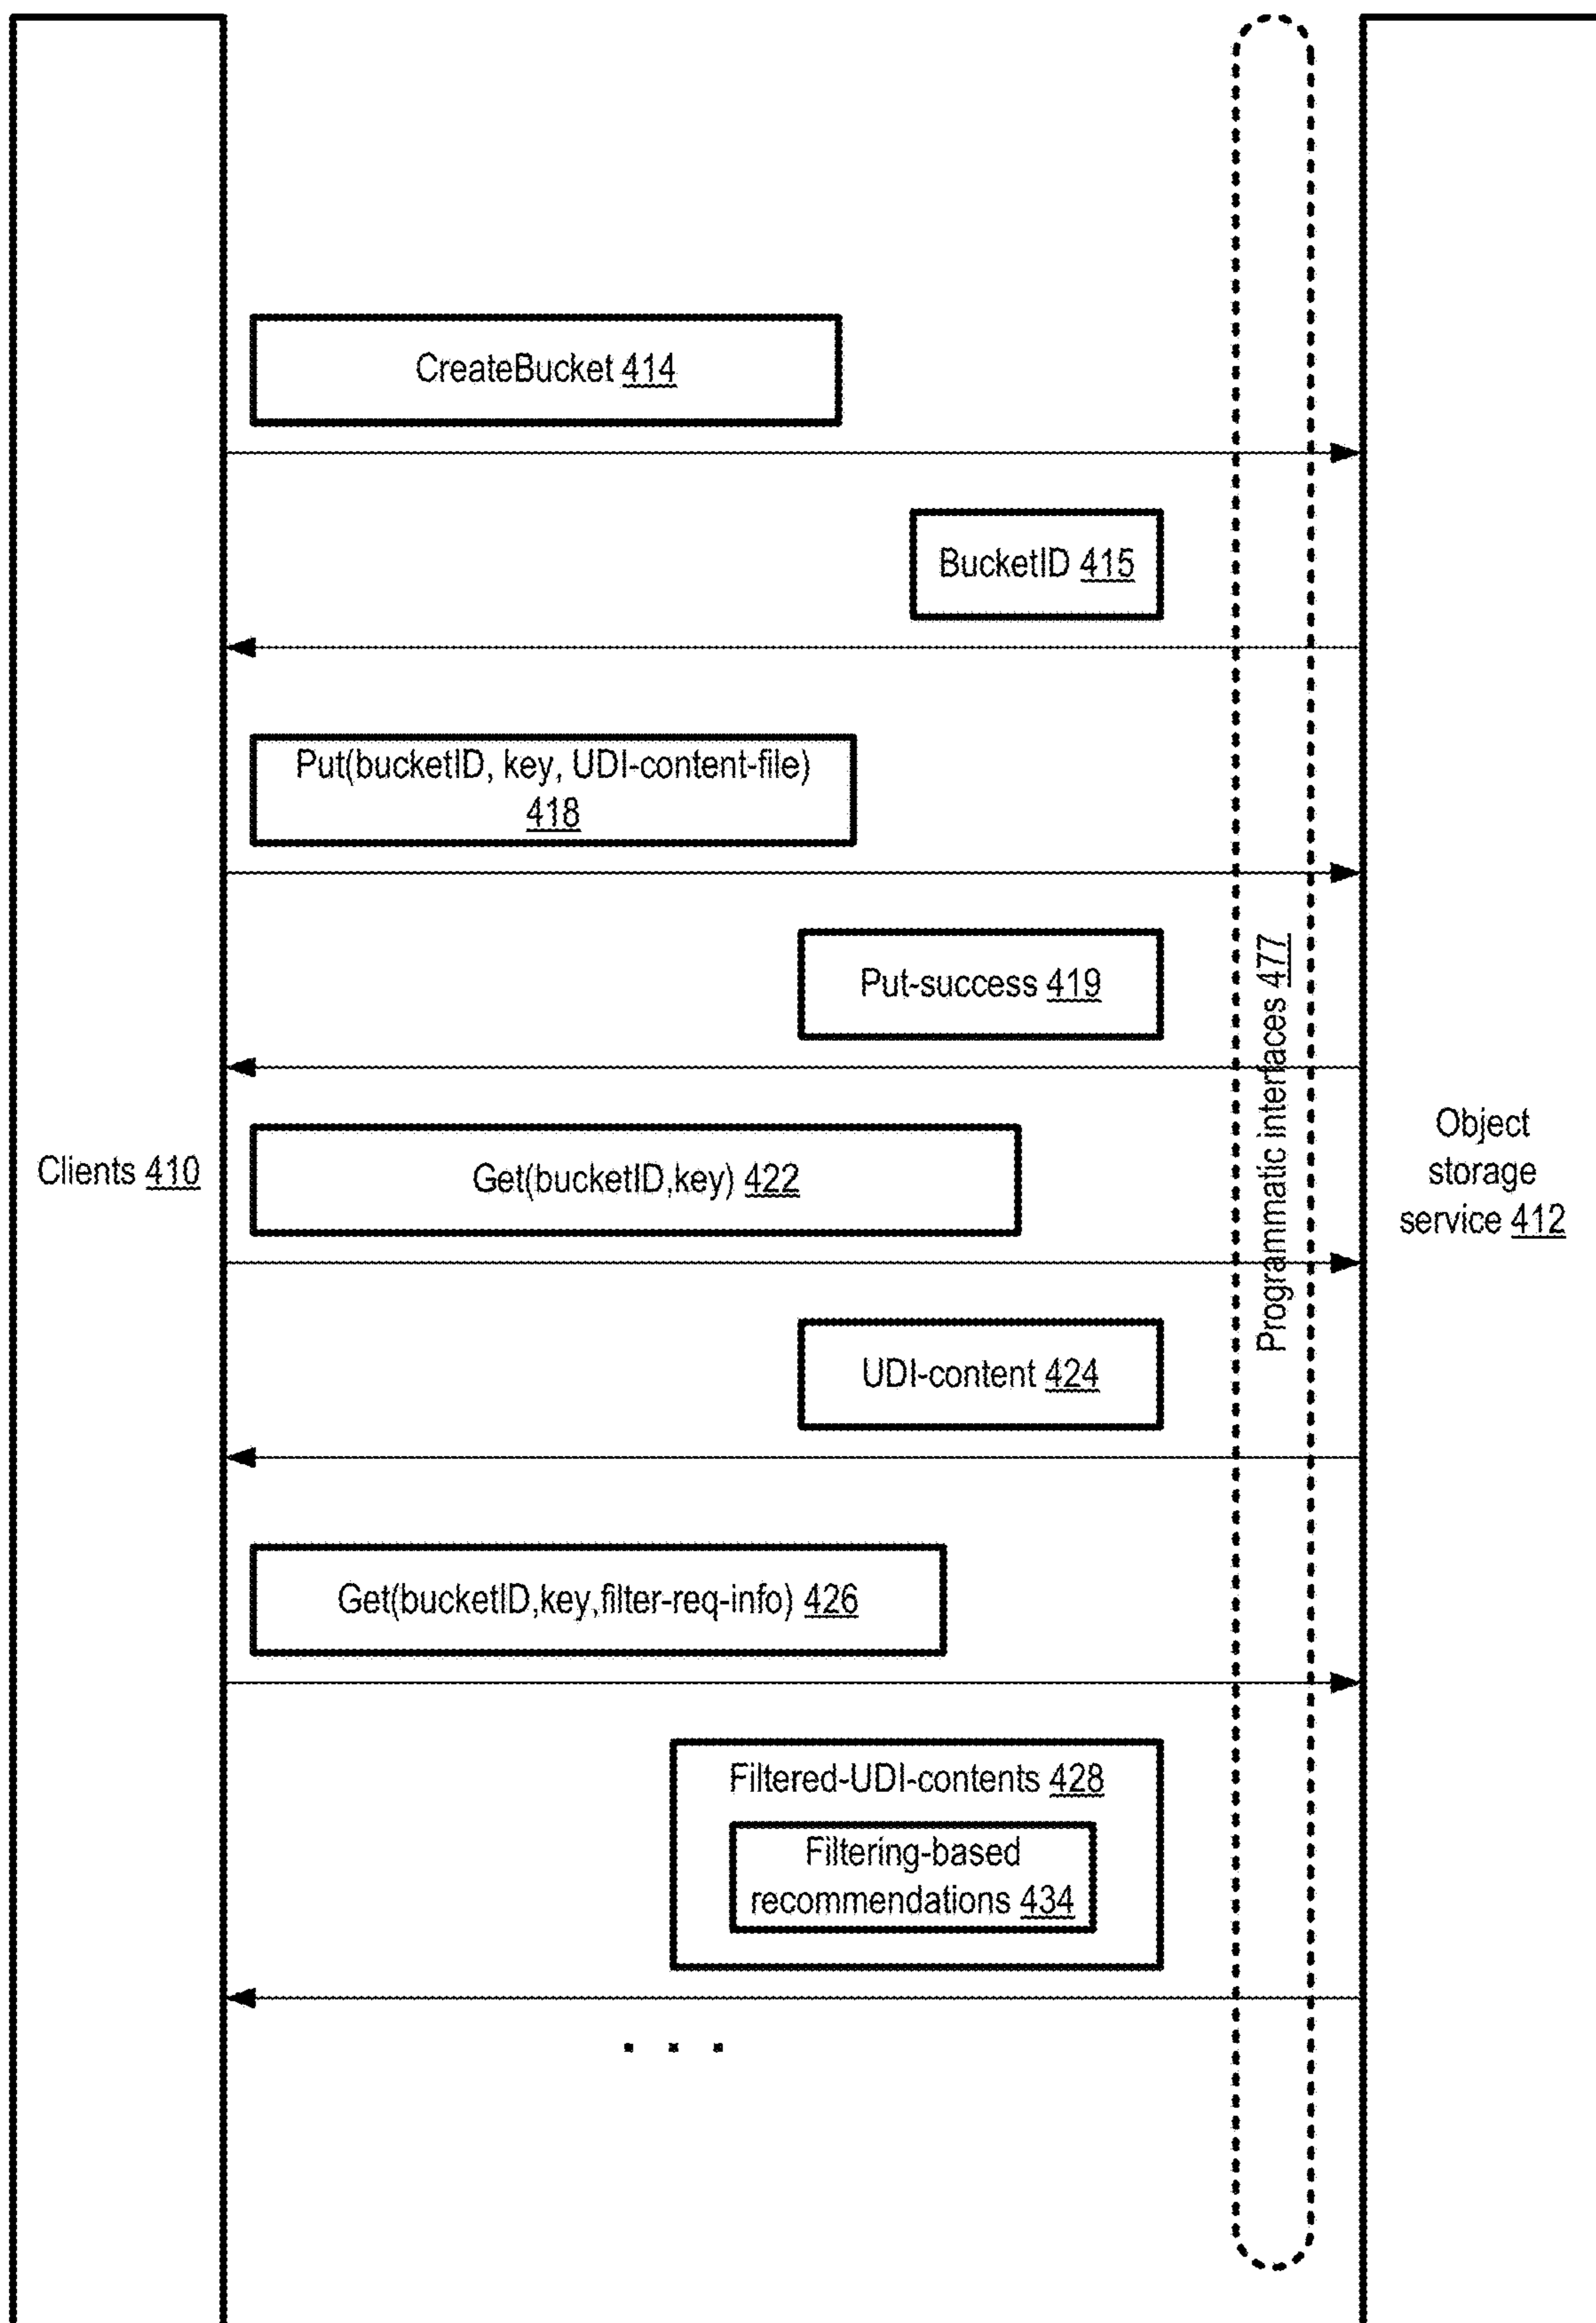 CreateBucket 414
BucketID 415
Put(bucketID, key, UDI-content-file)
418
Put-success 419
Programmatic interfaces 477
Clients 410
Get(bucketID,key) 422
Object
storage
service 412
UDI-content 424
Get(bucketID,key,filter-req-info) 426
Filtered-UDI-contents 428
Filtering-based
recommendations 434
. . .